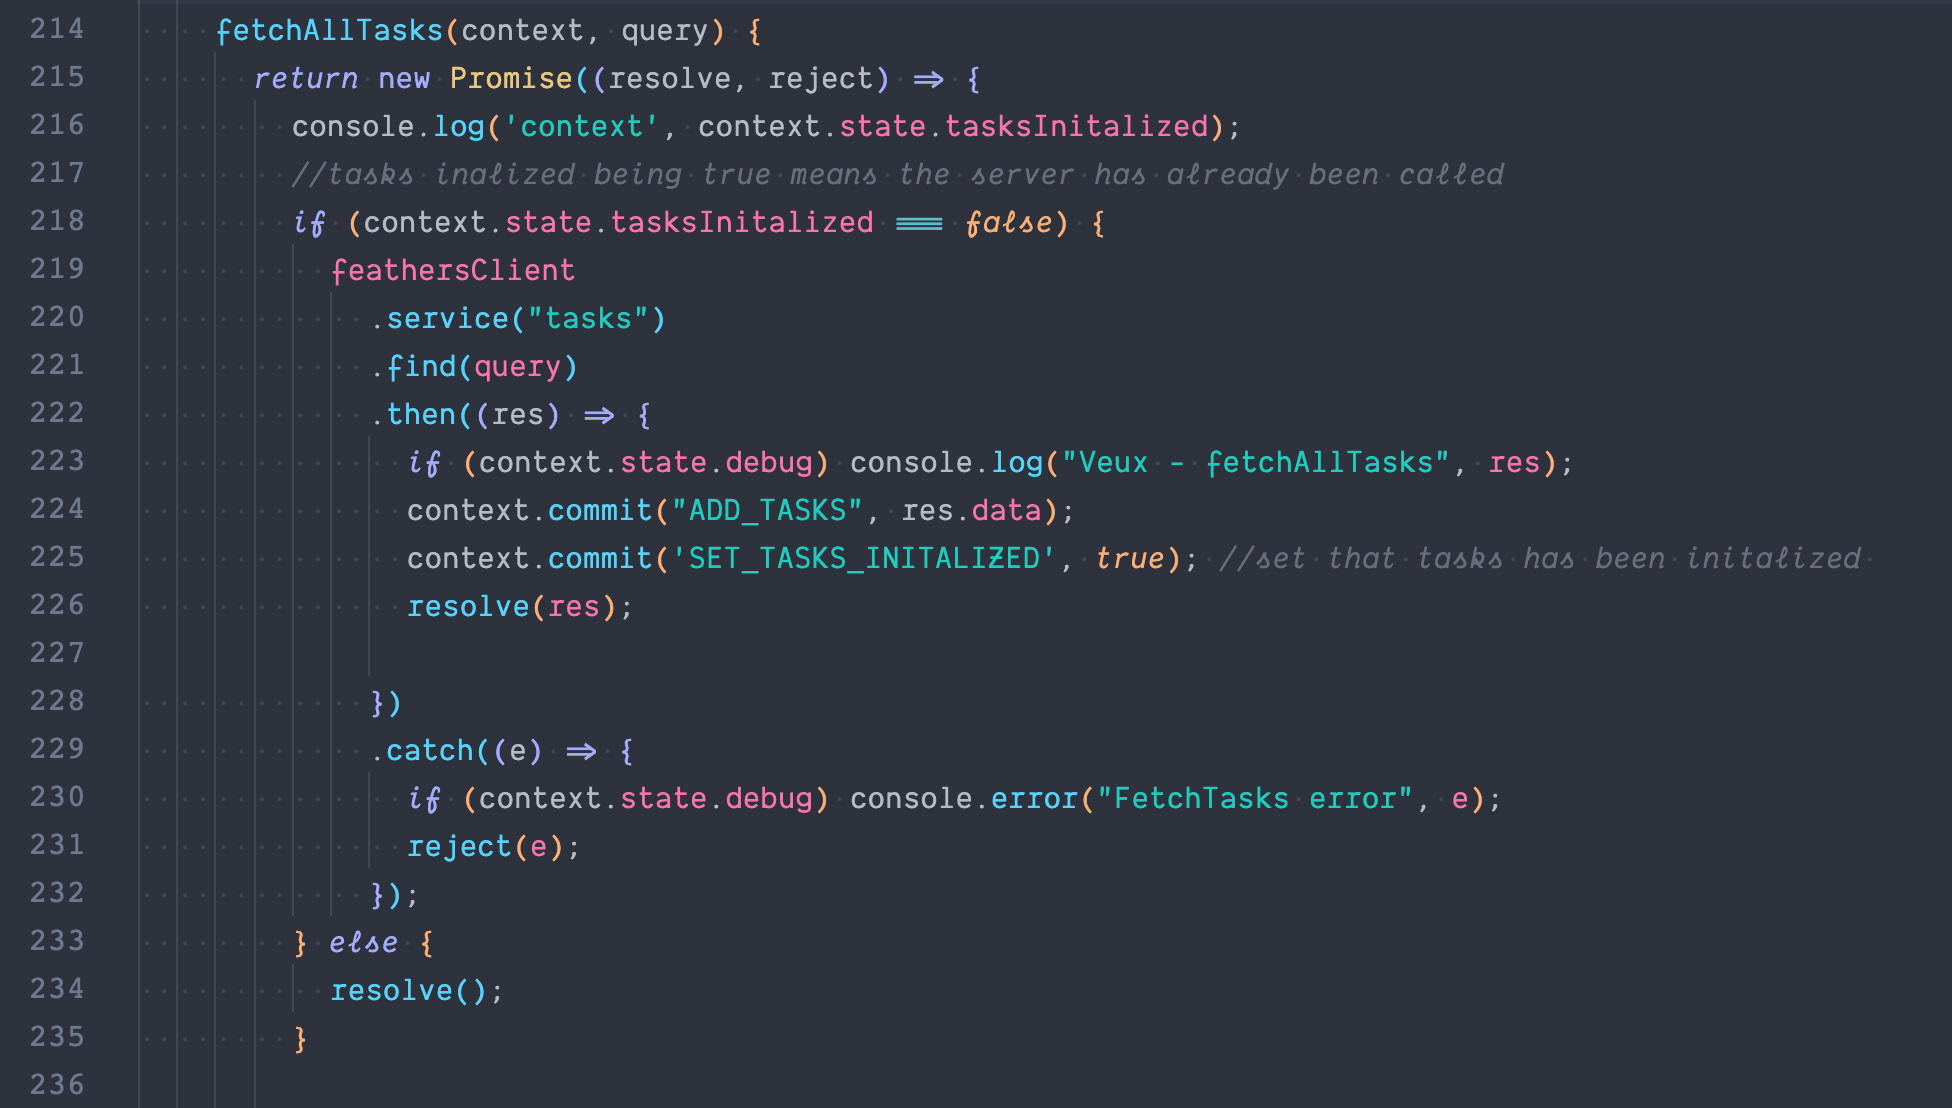 214 fetchAllTasks(context, query) {
215 return new Promise((resolve, reject) => {
216 console.log('context', context.state.tasksInitalized);
217 //tasks inalized being true means the server has already been called
218 if (context.state.tasksInitalized === false) {
219 feathersClient
220 .service("tasks")
221 .find(query)
222 .then((res) => {
223 if (context.state.debug) console.log("Veux - fetchAllTasks", res);
224 context.commit("ADD_TASKS", res.data);
225 context.commit('SET_TASKS_INITALIZED', true); //set that tasks has been initalized
226 resolve(res);
227
228 })
229 .catch((e) => {
230 if (context.state.debug) console.error("FetchTasks error", e);
231 reject(e);
232 });
233 } else {
234 resolve();
235 }
236